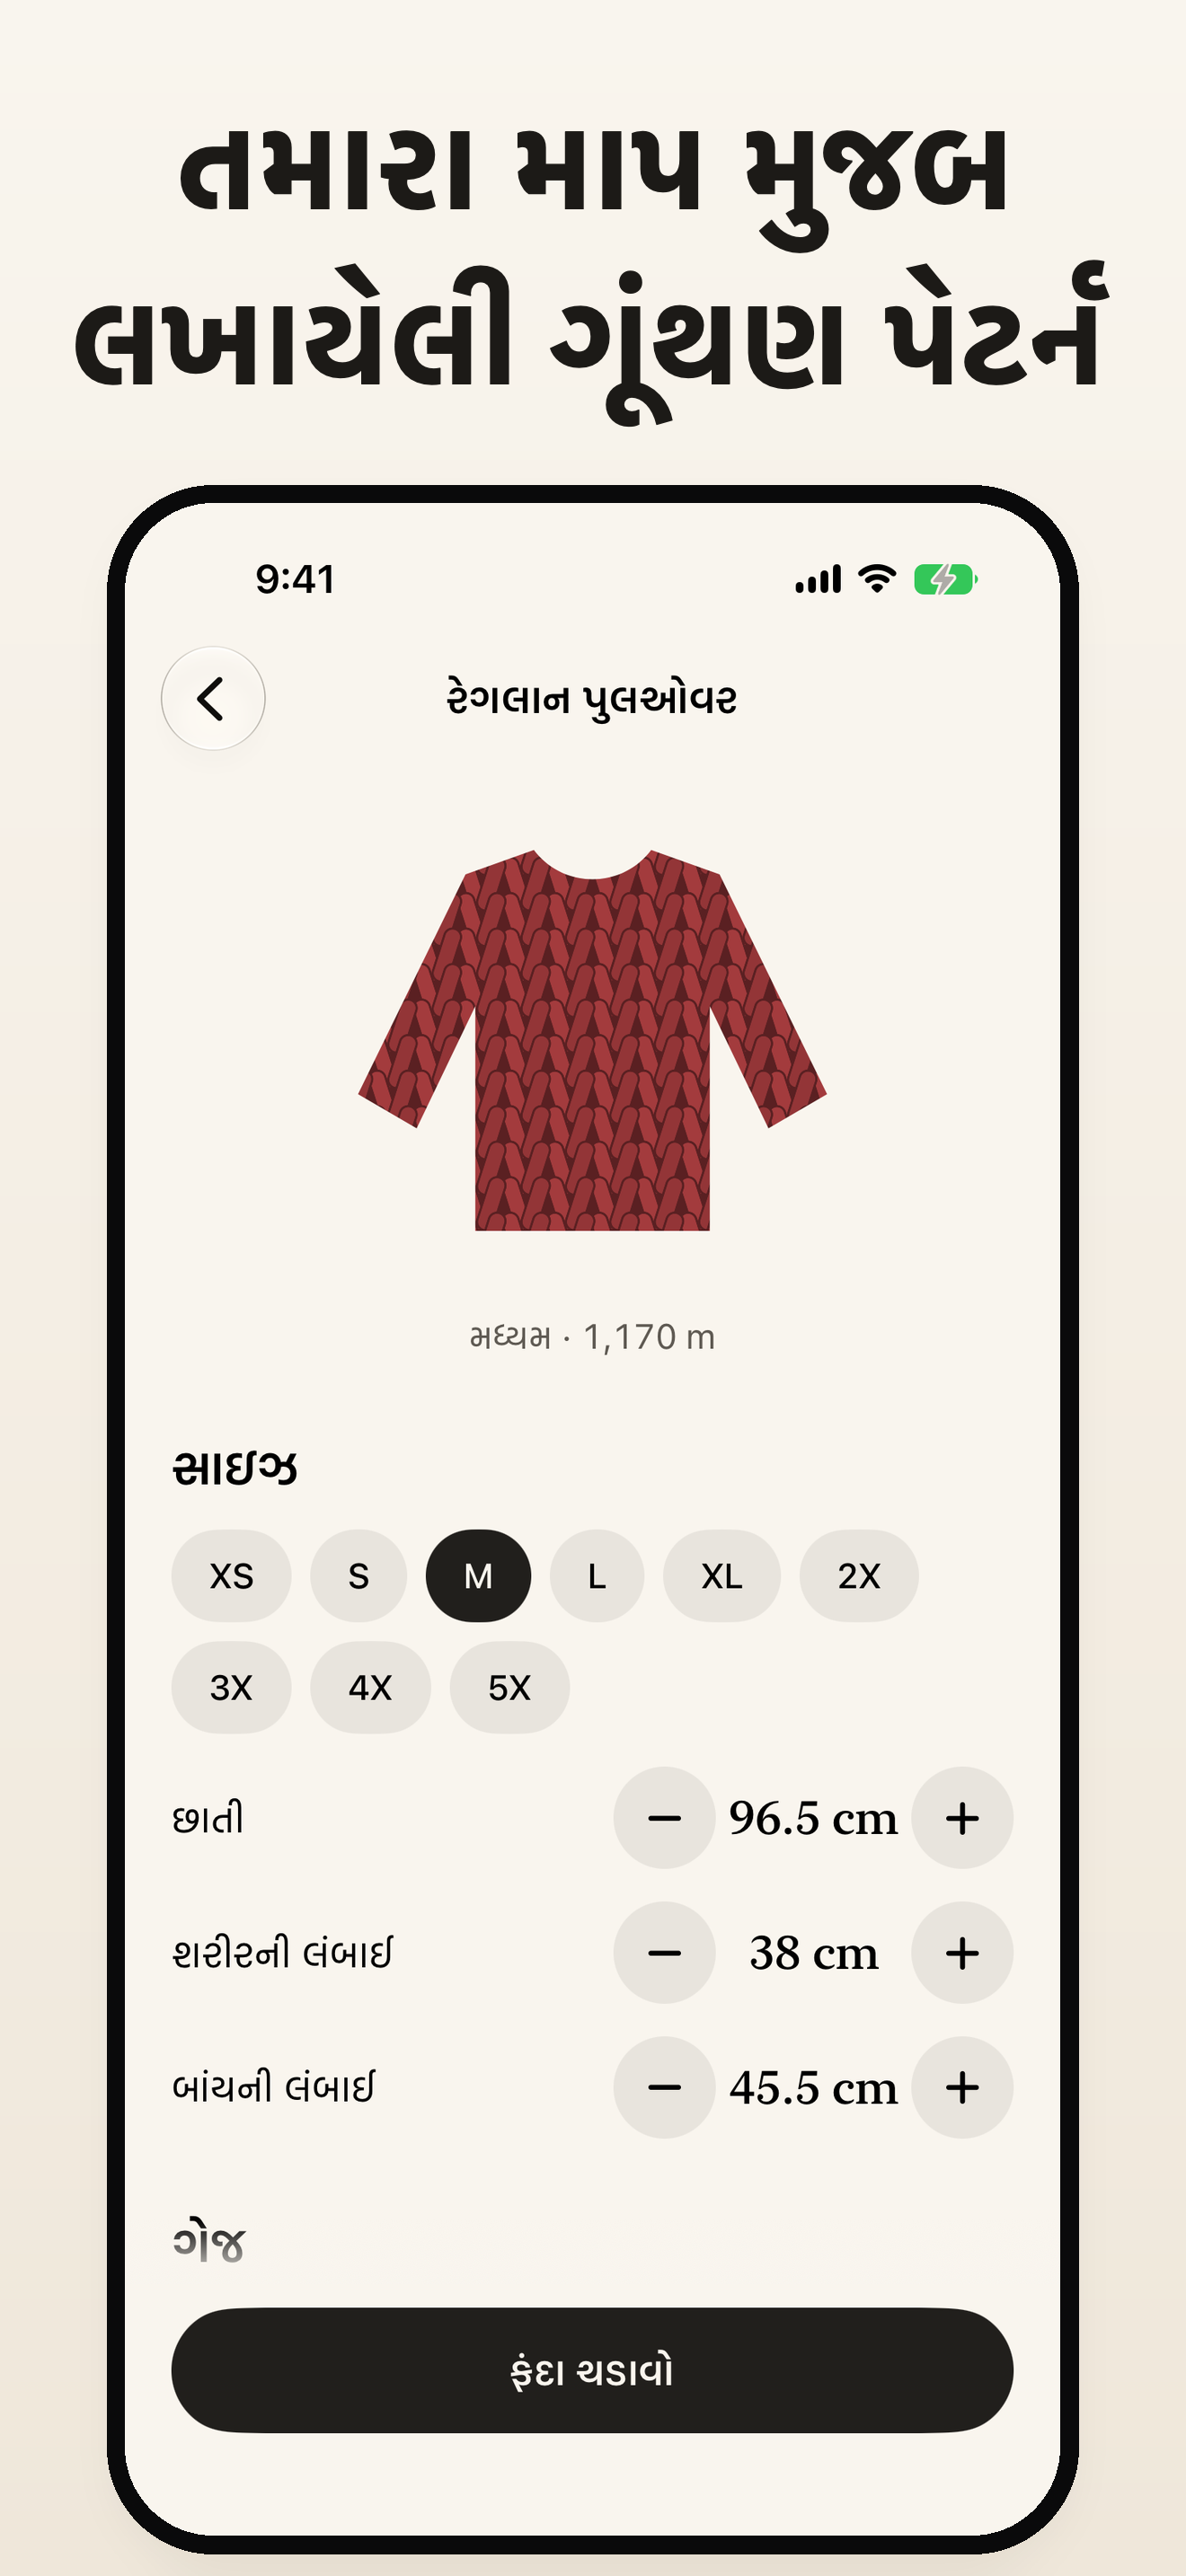 તમારા માપ મુજબ
લખાયેલી ગૂંથણ પેટર્ન
9:41
રેગલાન પુલઓવર
મધ્યમ · 1,170 m
સાઇઝ
XS S M L XL 2X
3X 4X 5X
છાતી 96.5 cm
શરીરની લંબાઈ 38 cm
બાંયની લંબાઈ 45.5 cm
ગેજ
ફંદા ચડાવો